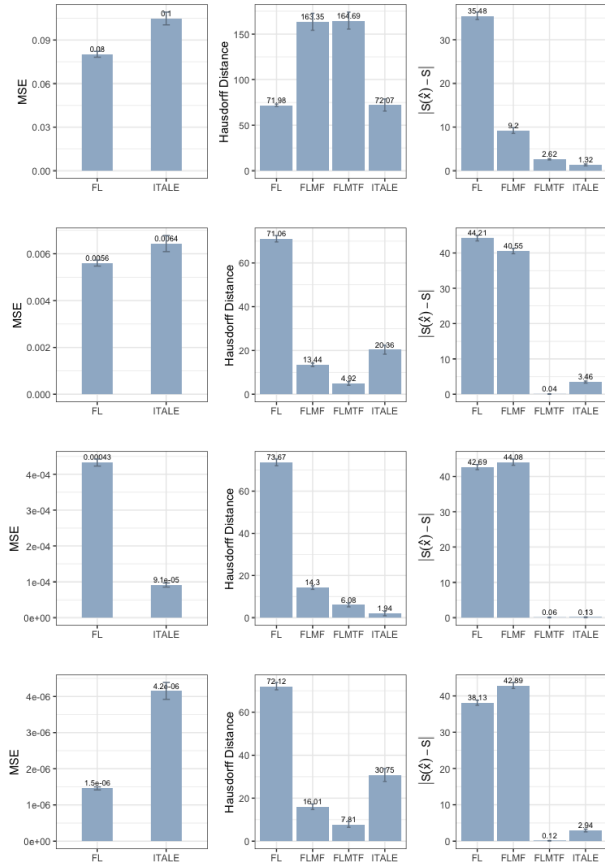 MSE
0.09
0.06
0.03
0.00
0.08
0.1
FL ITALE
Hausdorff Distance
150
100
50
0
71.98
163.35
164.69
72.07
FL FLMF FLMTF ITALE
|S(x̂) − S|
30
20
10
0
35.48
9.2
2.62
1.32
FL FLMF FLMTF ITALE
MSE
0.006
0.004
0.002
0.000
0.0056
0.0064
FL ITALE
Hausdorff Distance
60
40
20
0
71.06
13.44
4.92
20.36
FL FLMF FLMTF ITALE
|S(x̂) − S|
40
30
20
10
0
44.21
40.55
0.04
3.46
FL FLMF FLMTF ITALE
MSE
4e-04
3e-04
2e-04
1e-04
0e+00
0.00043
9.1e-05
FL ITALE
Hausdorff Distance
60
40
20
0
73.67
14.3
6.08
1.94
FL FLMF FLMTF ITALE
|S(x̂) − S|
40
30
20
10
0
42.69
44.08
0.06
0.13
FL FLMF FLMTF ITALE
MSE
4e-06
3e-06
2e-06
1e-06
0e+00
1.5e-06
4.2e-06
FL ITALE
Hausdorff Distance
60
40
20
0
72.12
16.01
7.81
30.75
FL FLMF FLMTF ITALE
|S(x̂) − S|
40
30
20
10
0
38.13
42.89
0.12
2.94
FL FLMF FLMTF ITALE